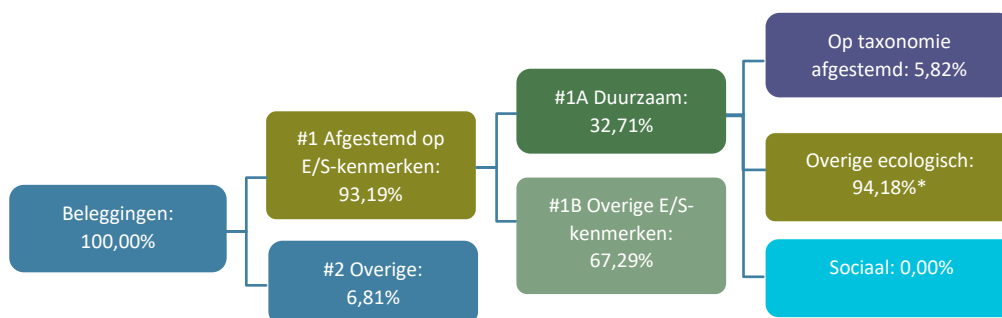 Beleggingen:
100,00%
#1 Afgestemd op
E/S-kenmerken:
93,19%
#2 Overige:
6,81%
#1A Duurzaam:
32,71%
#1B Overige E/S-
kenmerken:
67,29%
Op taxonomie
afgestemd: 5,82%
Overige ecologisch:
94,18%*
Sociaal: 0,00%